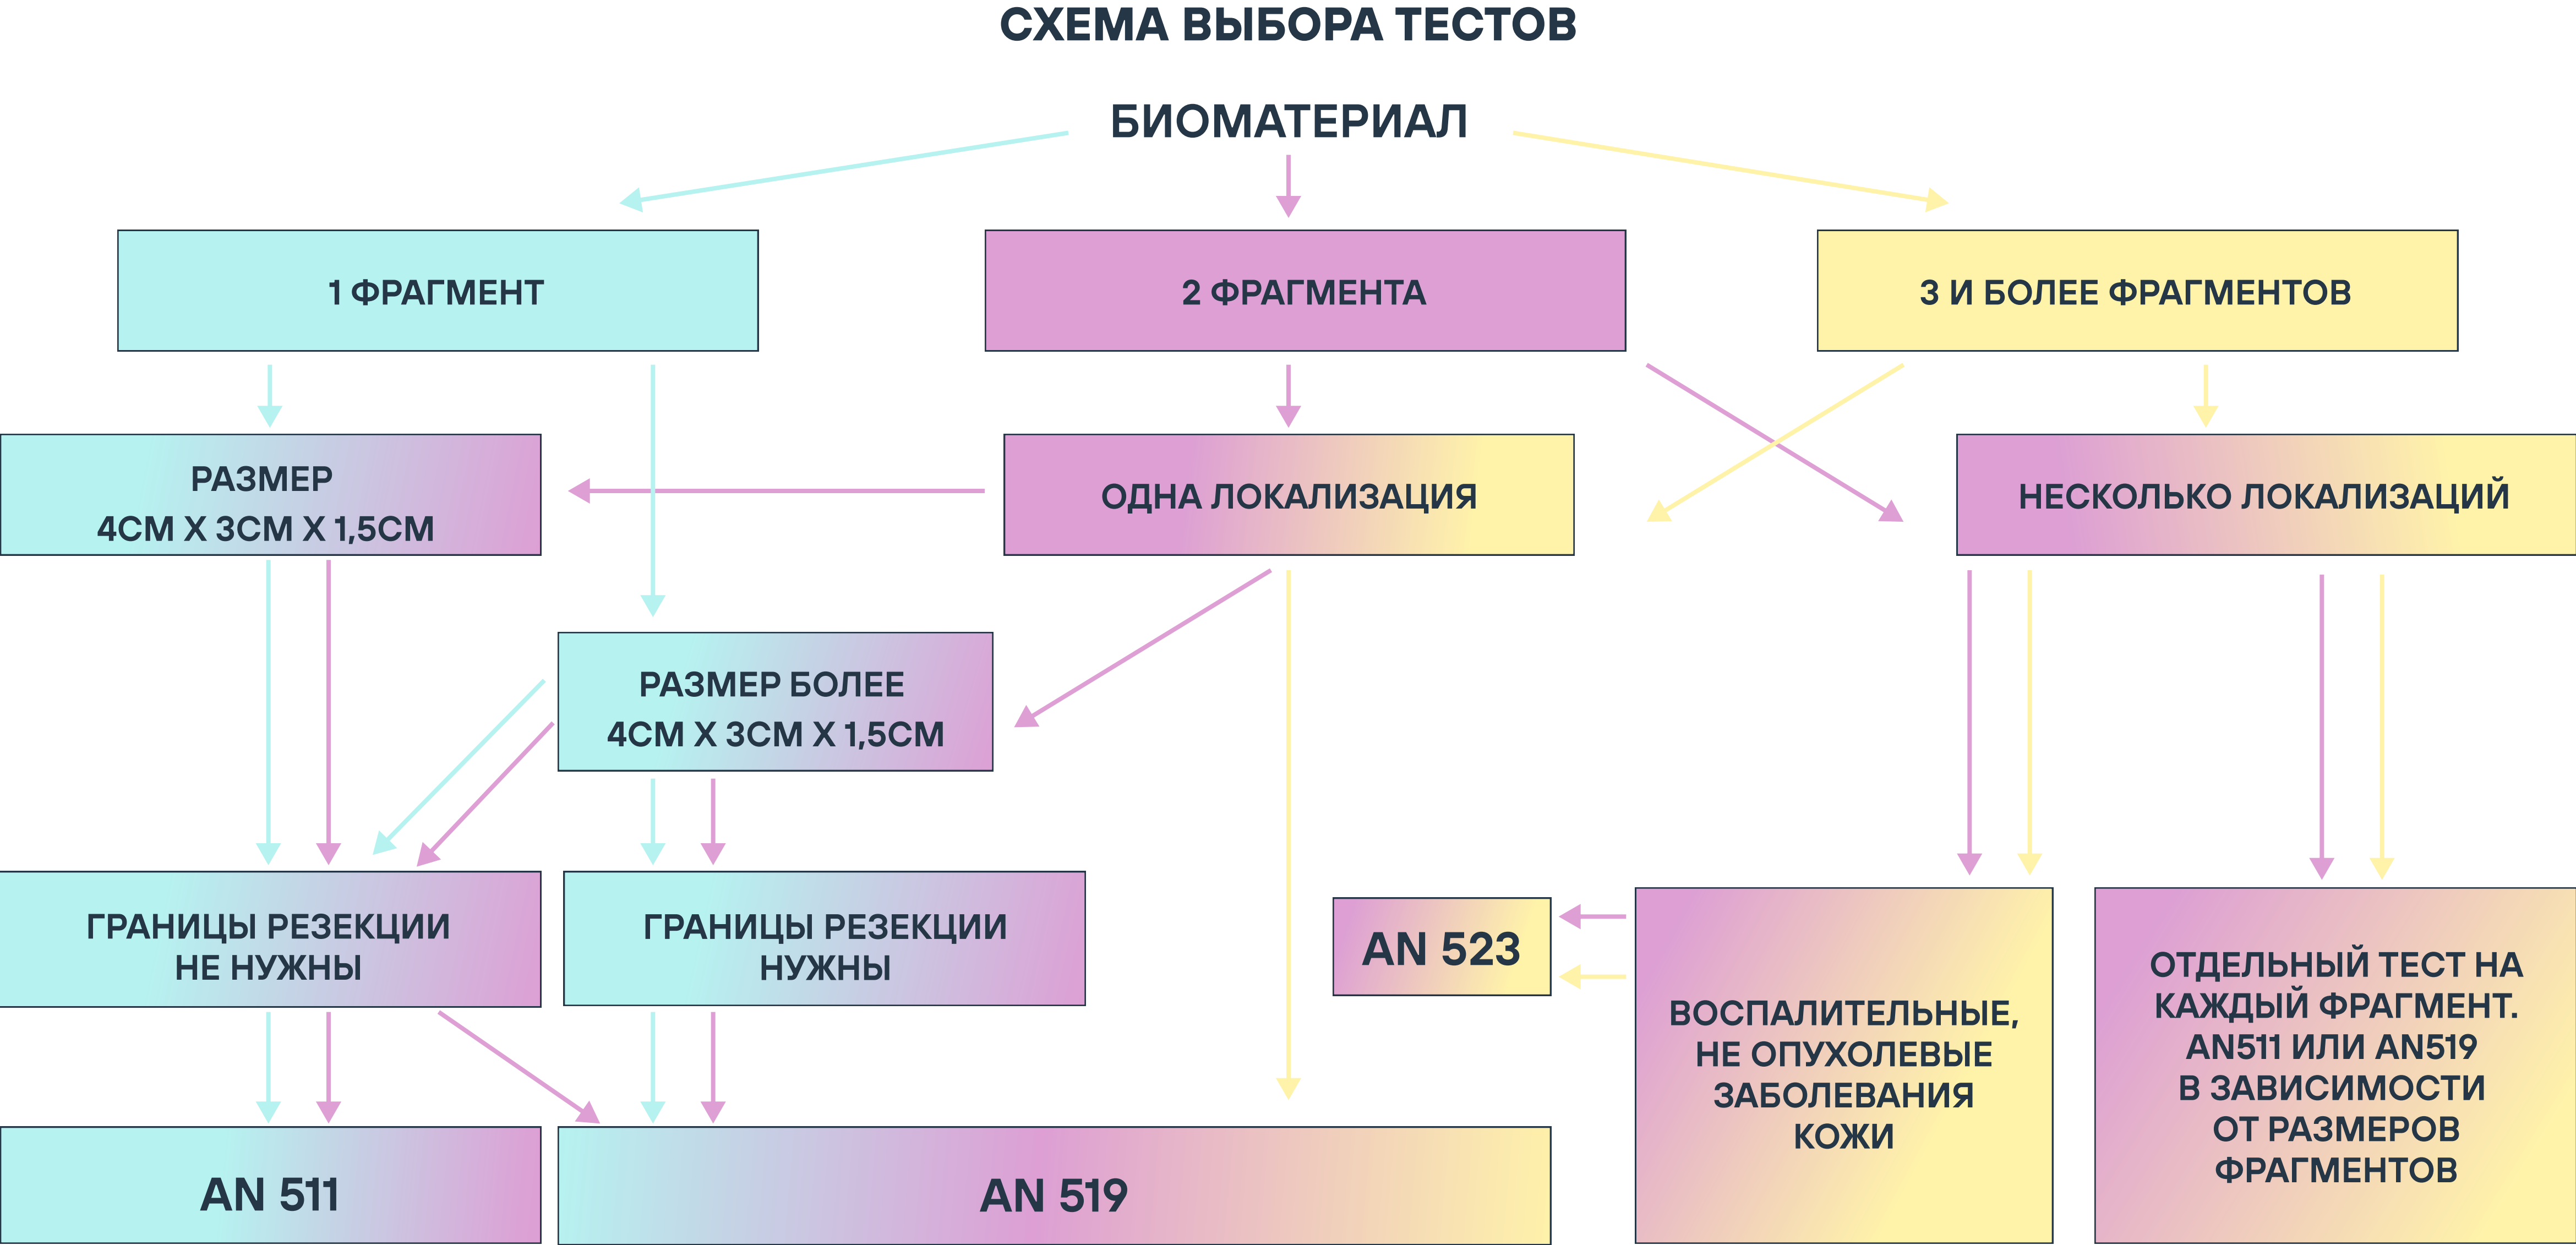 СХЕМА ВЫБОРА ТЕСТОВ
БИОМАТЕРИАЛ
1 ФРАГМЕНТ
2 ФРАГМЕНТА
3 И БОЛЕЕ ФРАГМЕНТОВ
РАЗМЕР
4СМ Х 3СМ Х 1,5СМ
ОДНА ЛОКАЛИЗАЦИЯ
НЕСКОЛЬКО ЛОКАЛИЗАЦИЙ
РАЗМЕР БОЛЕЕ
4СМ Х 3СМ Х 1,5СМ
ГРАНИЦЫ РЕЗЕКЦИИ
НЕ НУЖНЫ
ГРАНИЦЫ РЕЗЕКЦИИ
НУЖНЫ
AN 523
ВОСПАЛИТЕЛЬНЫЕ,
НЕ ОПУХОЛЕВЫЕ
ЗАБОЛЕВАНИЯ
КОЖИ
ОТДЕЛЬНЫЙ ТЕСТ НА
КАЖДЫЙ ФРАГМЕНТ.
AN511 ИЛИ AN519
В ЗАВИСИМОСТИ
ОТ РАЗМЕРОВ
ФРАГМЕНТОВ
AN 511
AN 519